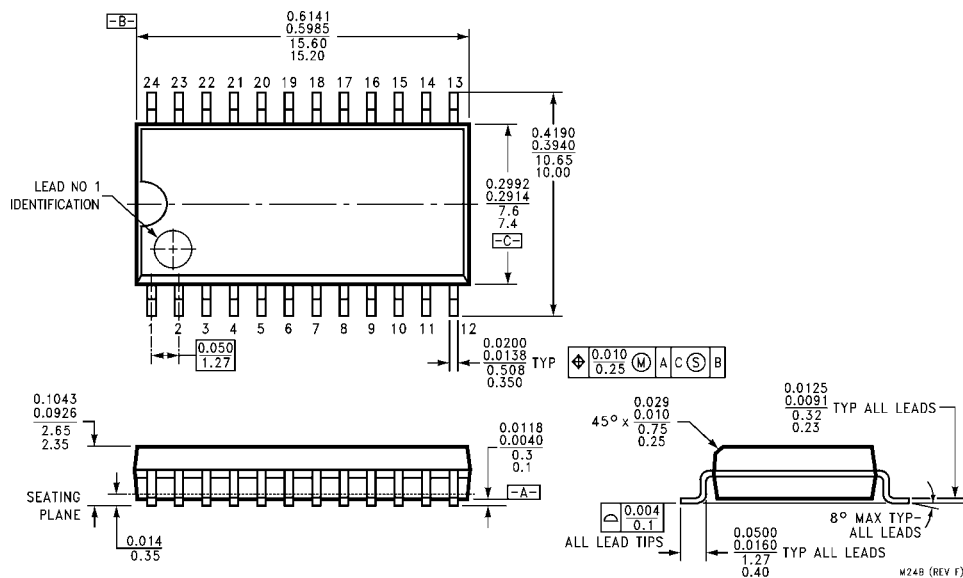 -B-
0.6141
0.5985
15.60
15.20
24 23 22 21 20 19 18 17 16 15 14 13
LEAD NO 1
IDENTIFICATION
0.2992
0.2914
7.6
7.4
-C-
0.4190
0.3940
10.65
10.00
1 2 3 4 5 6 7 8 9 10 11 12
0.050
1.27
0.0200
0.0138
0.508
0.350
TYP
⌖ 0.010 0.25 Ⓜ A C Ⓢ B
0.1043
0.0926
2.65
2.35
SEATING
PLANE
0.014
0.35
0.0118
0.0040
0.3
0.1
-A-
45° x
0.029
0.010
0.75
0.25
0.0125
0.0091
0.32
0.23
TYP ALL LEADS
0.004
0.1
ALL LEAD TIPS
0.0500
0.0160
1.27
0.40
TYP ALL LEADS
8° MAX TYP-
ALL LEADS
M24B (REV F)